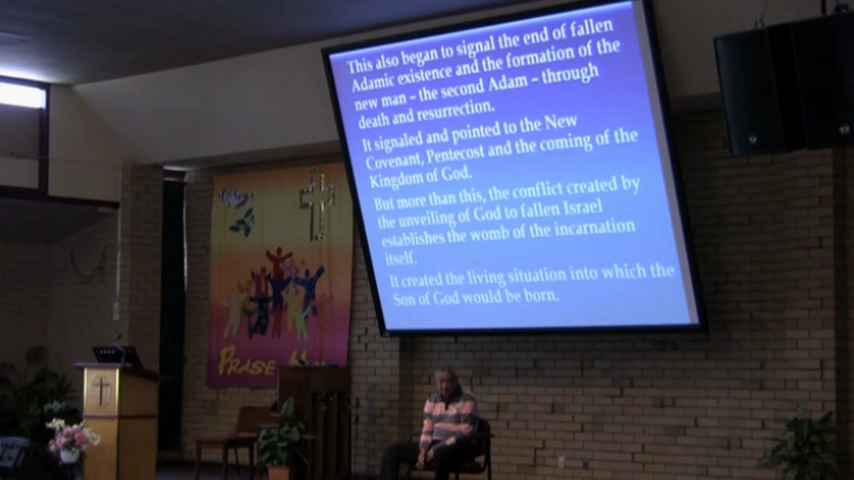 This also began to signal the end of fallen
Adamic existence and the formation of the
new man – the second Adam – through
death and resurrection.
It signaled and pointed to the New
Covenant, Pentecost and the coming of the
Kingdom of God.
But more than this, the conflict created by
the unveiling of God to fallen Israel
establishes the womb of the incarnation
itself.
It created the living situation into which the
Son of God would be born.
PRAISE